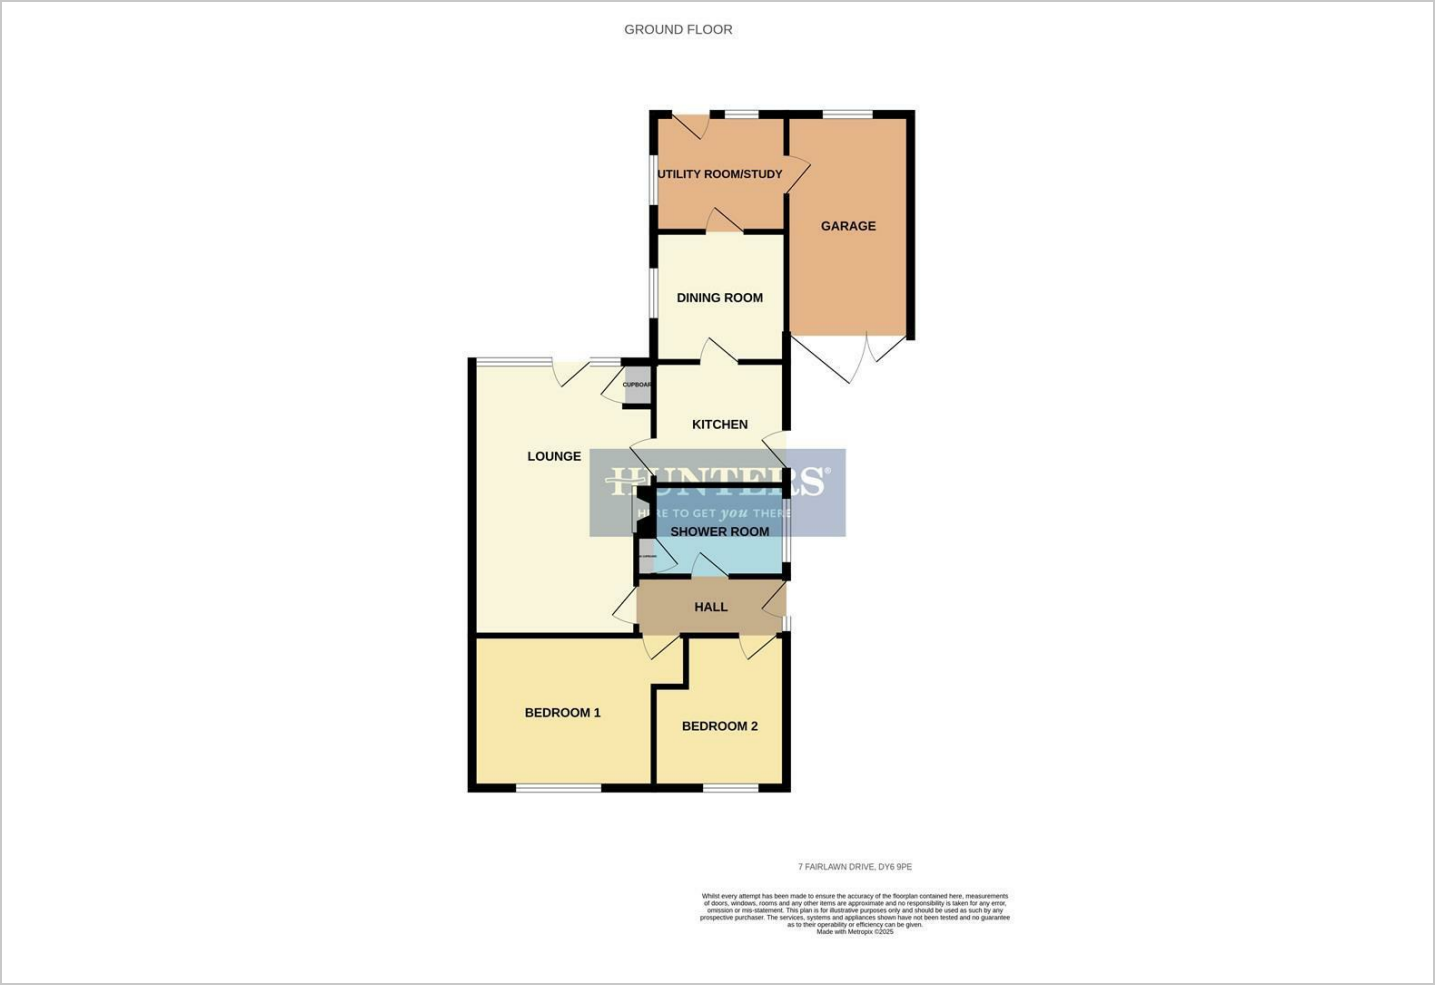 GROUND FLOOR
UTILITY ROOM/STUDY
GARAGE
DINING ROOM
CUPBOAR
KITCHEN
LOUNGE
HUNTERS®
HERE TO GET you THERE
SHOWER ROOM
HALL
BEDROOM 1
BEDROOM 2
7 FAIRLAWN DRIVE, DY6 9PE
Whilst every attempt has been made to ensure the accuracy of the floorplan contained here, measurements
of doors, windows, rooms and any other items are approximate and no responsibility is taken for any error,
omission or mis-statement. This plan is for illustrative purposes only and should be used as such by any
prospective purchaser. The services, systems and appliances shown have not been tested and no guarantee
as to their operability or efficiency can be given.
Made with Metropix ©2025